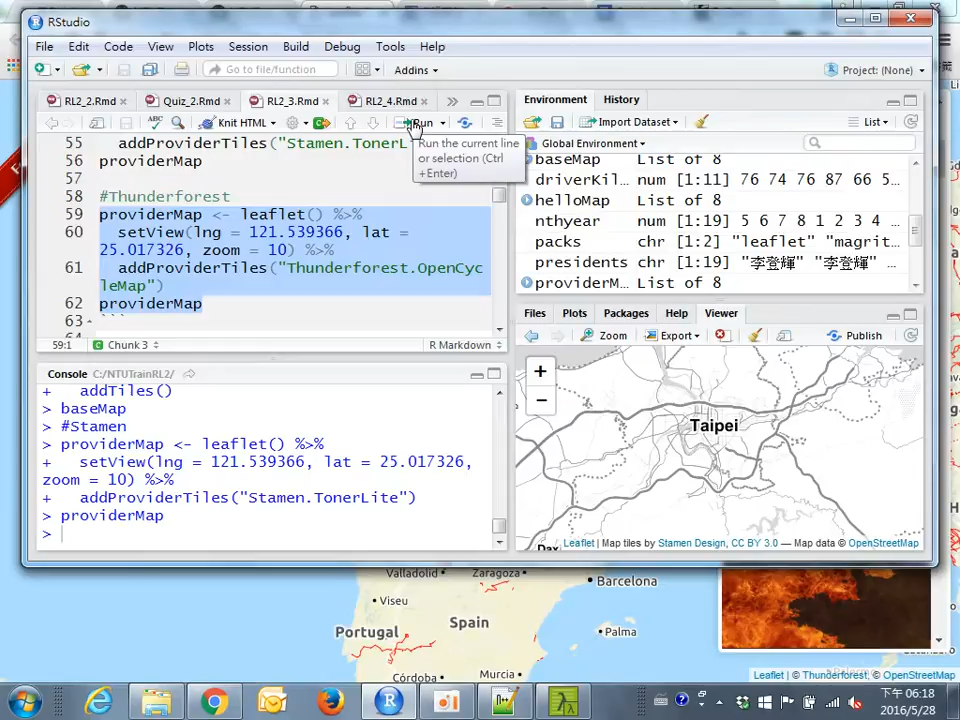 RStudio
File Edit Code View Plots Session Build Debug Tools Help
Go to file/function Addins Project: (None)
RL2_2.Rmd Quiz_2.Rmd RL2_3.Rmd RL2_4.Rmd
Knit HTML Run
55 addProviderTiles("Stamen.TonerL
56 providerMap
57
58 #Thunderforest
59 providerMap <- leaflet() %>%
60 setView(lng = 121.539366, lat =
25.017326, zoom = 10) %>%
61 addProviderTiles("Thunderforest.OpenCyc
leMap")
62 providerMap
63 ```
59:1 Chunk 3 R Markdown
Run the current line
or selection (Ctrl
+Enter)
Console C:/NTUTrainRL2/
+ addTiles()
> baseMap
> #Stamen
> providerMap <- leaflet() %>%
+ setView(lng = 121.539366, lat = 25.017326,
zoom = 10) %>%
+ addProviderTiles("Stamen.TonerLite")
> providerMap
>
Environment History
Import Dataset List
Global Environment
baseMap List of 8
driverKil… num [1:11] 76 74 76 87 66 5…
helloMap List of 8
nthyear num [1:19] 5 6 7 8 1 2 3 4
packs chr [1:2] "leaflet" "magrit…
presidents chr [1:19] "李登輝" "李登輝" …
providerM… List of 8
Files Plots Packages Help Viewer
Zoom Export Publish
+
−
Taipei
Leaflet | Map tiles by Stamen Design, CC BY 3.0 — Map data © OpenStreetMap
Valladolid Zaragoza Barcelona
Viseu
Portugal Spain Palma
Córdoba Murcia
Leaflet | © Thunderforest, © OpenStreetMap
下午 06:18
2016/5/28